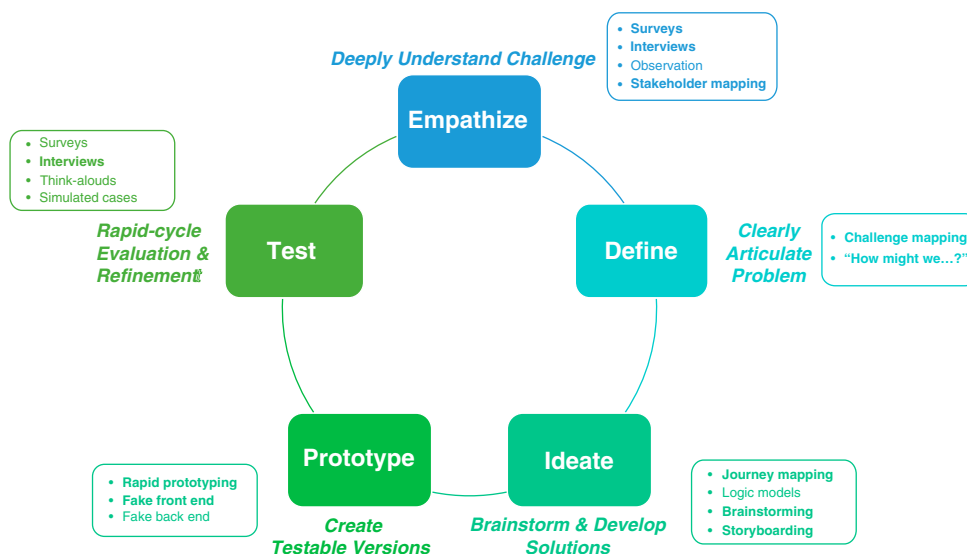 Deeply Understand Challenge
Empathize
• Surveys
• Interviews
• Observation
• Stakeholder mapping
Define
Clearly
Articulate
Problem
• Challenge mapping
• “How might we…?”
Ideate
Brainstorm & Develop
Solutions
• Journey mapping
• Logic models
• Brainstorming
• Storyboarding
Prototype
Create
Testable Versions
• Rapid prototyping
• Fake front end
• Fake back end
Test
Rapid-cycle
Evaluation &
Refinement
• Surveys
• Interviews
• Think-alouds
• Simulated cases